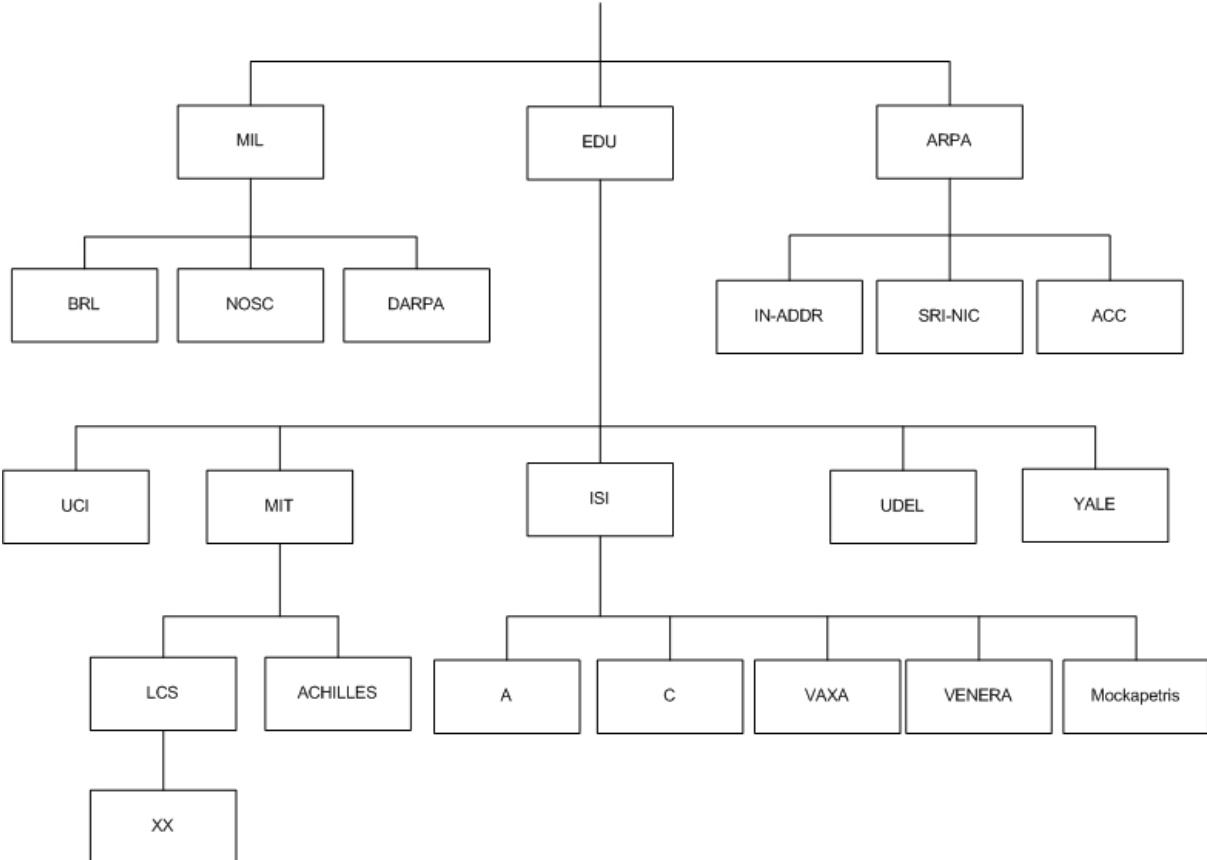 MIL
EDU
ARPA
BRL
NOSC
DARPA
IN-ADDR
SRI-NIC
ACC
UCI
MIT
ISI
UDEL
YALE
LCS
ACHILLES
A
C
VAXA
VENERA
Mockapetris
XX